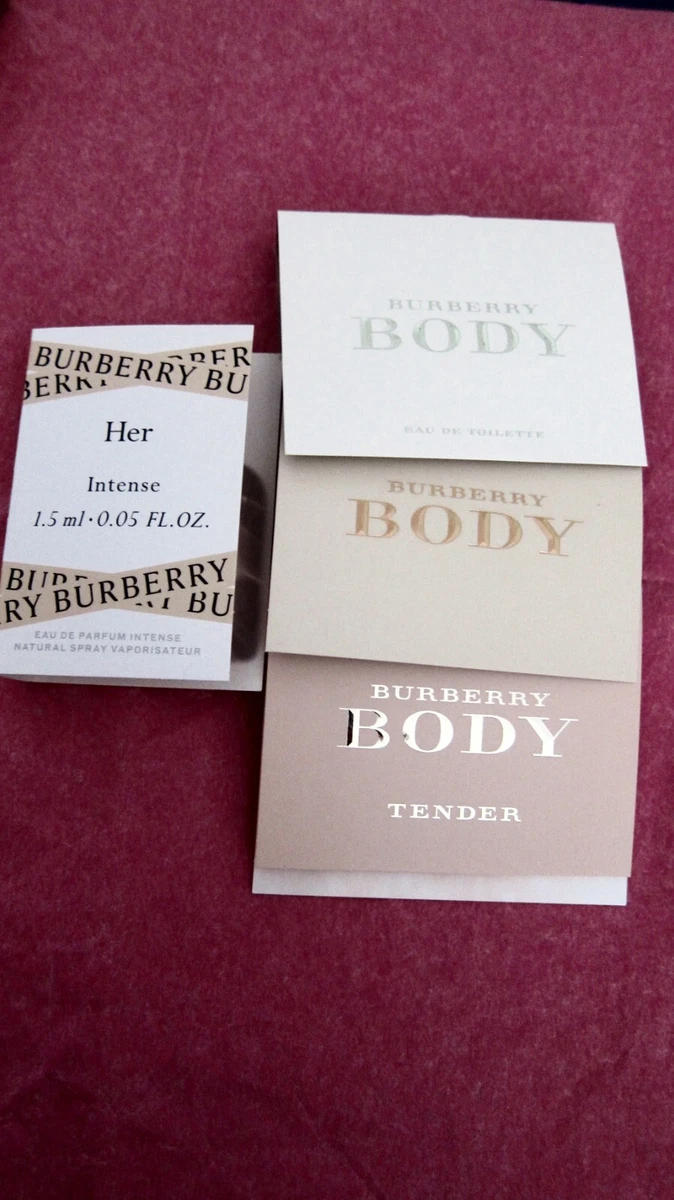 BURBERRY BU
BERR
Her
Intense
1.5 ml·0.05 FL.OZ.
BURBERRY
RY BURBERRY
BU
EAU DE PARFUM INTENSE
NATURAL SPRAY VAPORISATEUR
BURBERRY
BODY
EAU DE TOILETTE
BURBERRY
BODY
BURBERRY
BODY
TENDER